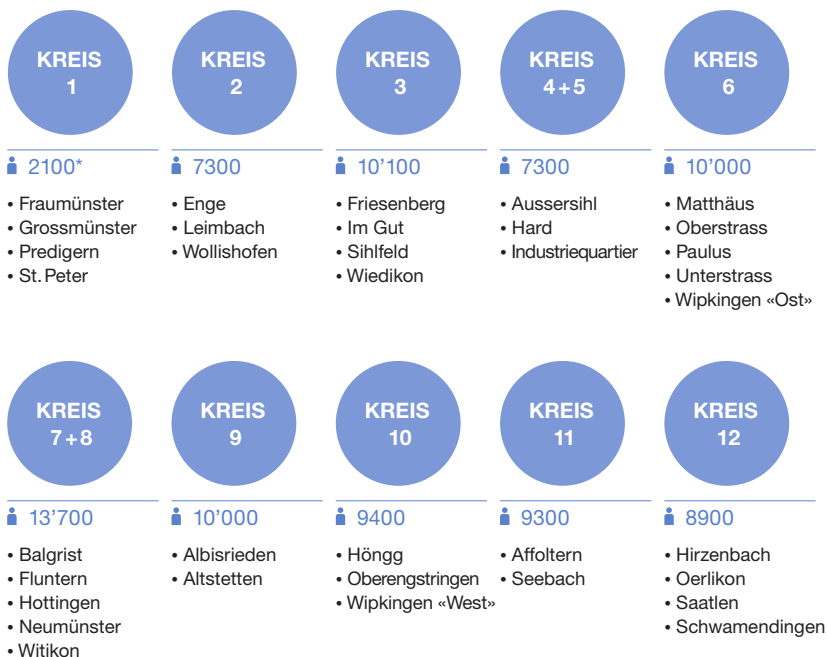 KREIS
1
2100*
• Fraumünster
• Grossmünster
• Predigern
• St. Peter
KREIS
2
7300
• Enge
• Leimbach
• Wollishofen
KREIS
3
10’100
• Friesenberg
• Im Gut
• Sihlfeld
• Wiedikon
KREIS
4+5
7300
• Aussersihl
• Hard
• Industriequartier
KREIS
6
10’000
• Matthäus
• Oberstrass
• Paulus
• Unterstrass
• Wipkingen «Ost»
KREIS
7+8
13’700
• Balgrist
• Fluntern
• Hottingen
• Neumünster
• Witikon
KREIS
9
10’000
• Albisrieden
• Altstetten
KREIS
10
9400
• Höngg
• Oberengstringen
• Wipkingen «West»
KREIS
11
9300
• Affoltern
• Seebach
KREIS
12
8900
• Hirzenbach
• Oerlikon
• Saatlen
• Schwamendingen